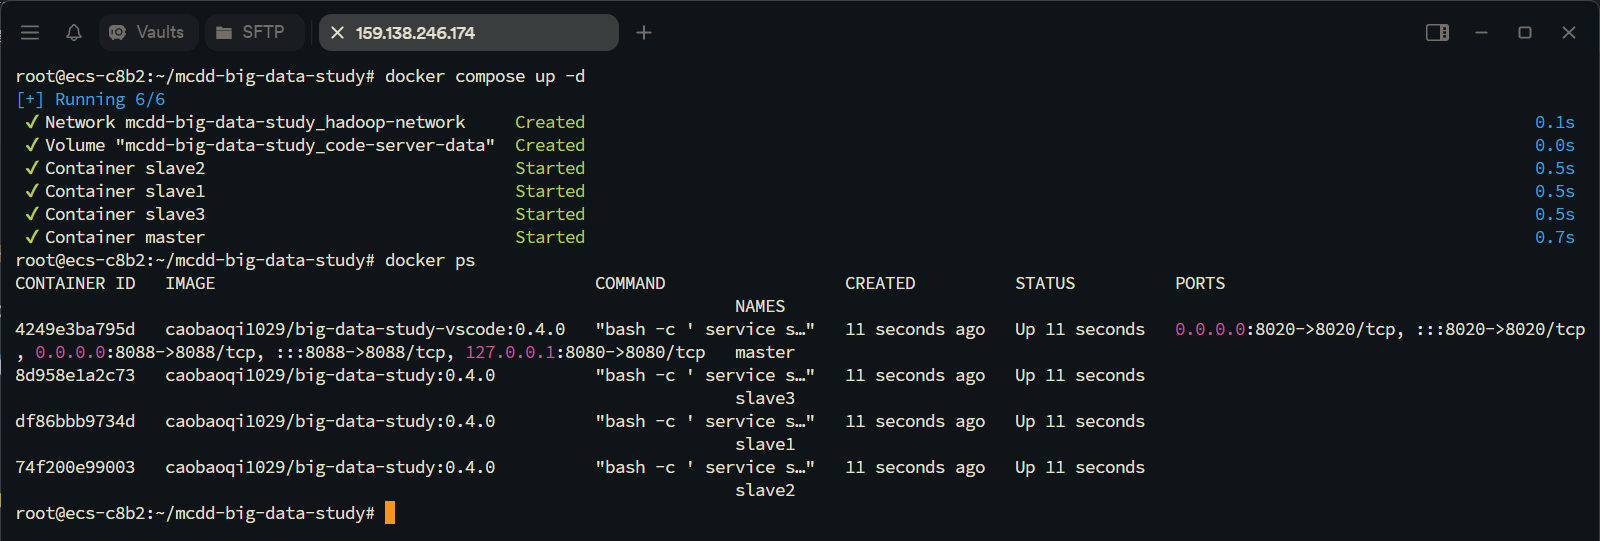 Vaults SFTP 159.138.246.174
root@ecs-c8b2:~/mcdd-big-data-study# docker compose up -d
[+] Running 6/6
✓ Network mcdd-big-data-study_hadoop-network Created 0.1s
✓ Volume "mcdd-big-data-study_code-server-data" Created 0.0s
✓ Container slave2 Started 0.5s
✓ Container slave1 Started 0.5s
✓ Container slave3 Started 0.5s
✓ Container master Started 0.7s
root@ecs-c8b2:~/mcdd-big-data-study# docker ps
CONTAINER ID IMAGE COMMAND CREATED STATUS PORTS
NAMES
4249e3ba795d caobaoqi1029/big-data-study-vscode:0.4.0 "bash -c ' service s…" 11 seconds ago Up 11 seconds 0.0.0.0:8020->8020/tcp, :::8020->8020/tcp
, 0.0.0.0:8088->8088/tcp, :::8088->8088/tcp, 127.0.0.1:8080->8080/tcp master
8d958e1a2c73 caobaoqi1029/big-data-study:0.4.0 "bash -c ' service s…" 11 seconds ago Up 11 seconds
slave3
df86bbb9734d caobaoqi1029/big-data-study:0.4.0 "bash -c ' service s…" 11 seconds ago Up 11 seconds
slave1
74f200e99003 caobaoqi1029/big-data-study:0.4.0 "bash -c ' service s…" 11 seconds ago Up 11 seconds
slave2
root@ecs-c8b2:~/mcdd-big-data-study#